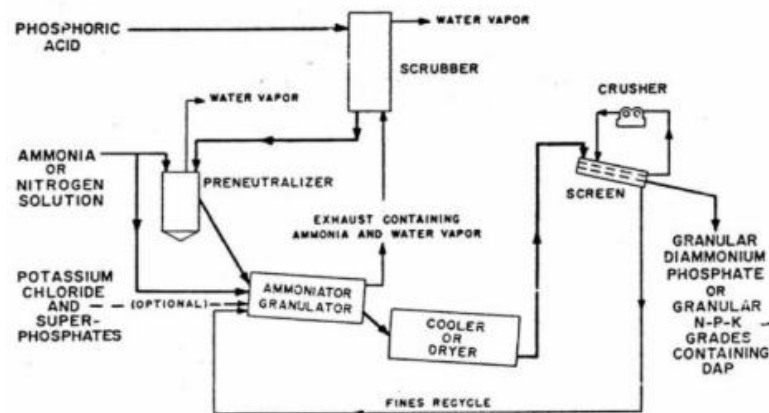 PHOSPHORIC
ACID
WATER VAPOR
SCRUBBER
WATER VAPOR
CRUSHER
AMMONIA
OR
NITROGEN
SOLUTION
PRENEUTRALIZER
SCREEN
EXHAUST CONTAINING
AMMONIA AND WATER VAPOR
POTASSIUM
CHLORIDE
AND
SUPER-
PHOSPHATES
(OPTIONAL)
AMMONIATOR
GRANULATOR
COOLER
OR
DRYER
GRANULAR
DIAMMONIUM
PHOSPHATE
OR
GRANULAR
N-P-K
GRADES
CONTAINING
DAP
FINES RECYCLE